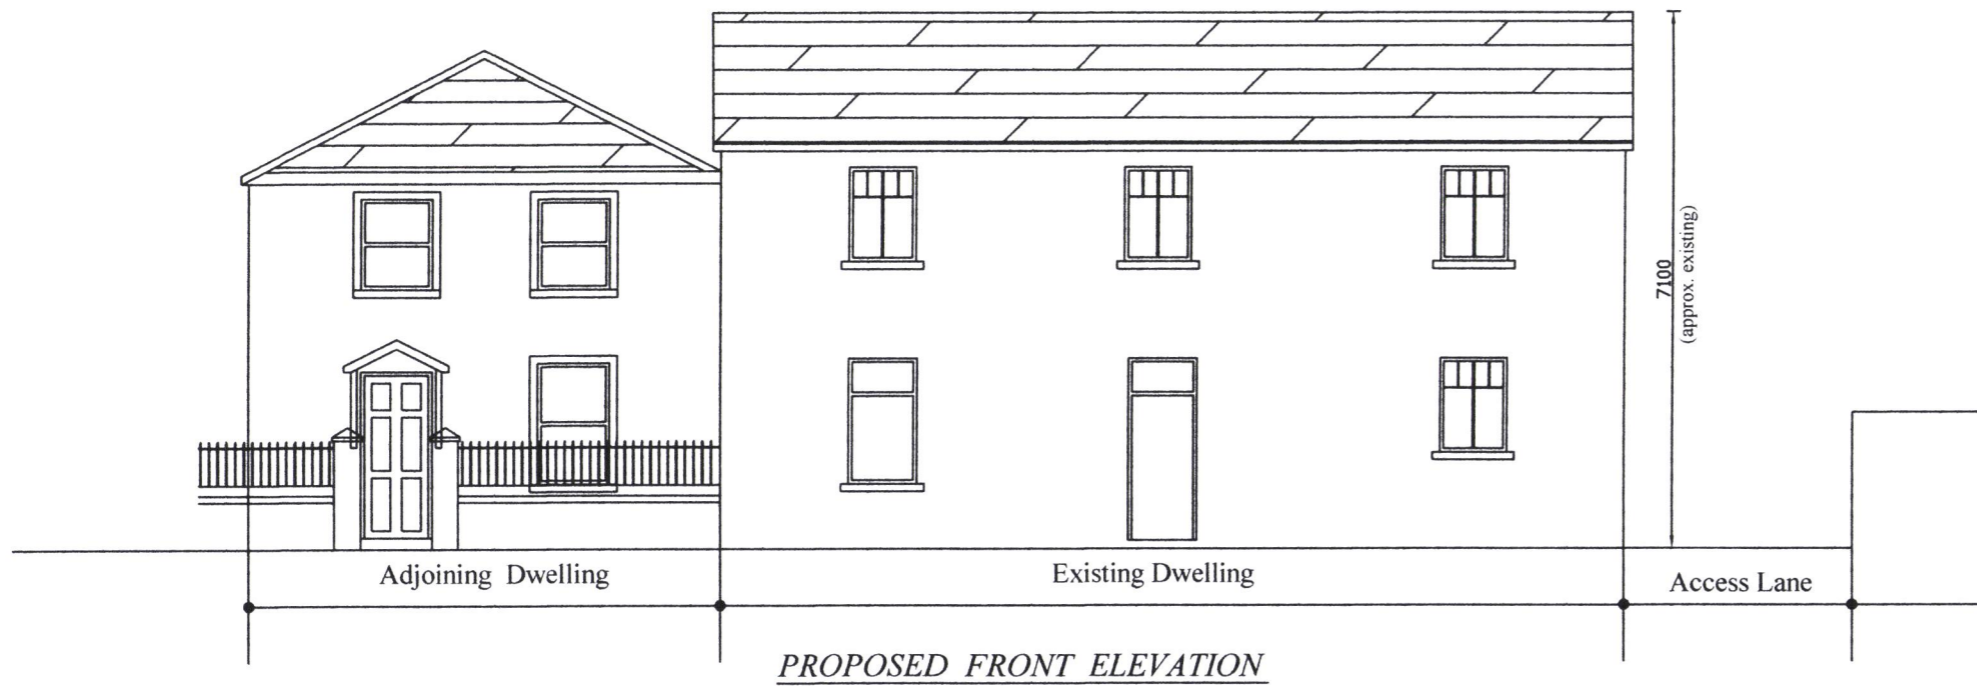 7100
(approx. existing)
Adjoining Dwelling
Existing Dwelling
Access Lane
PROPOSED FRONT ELEVATION